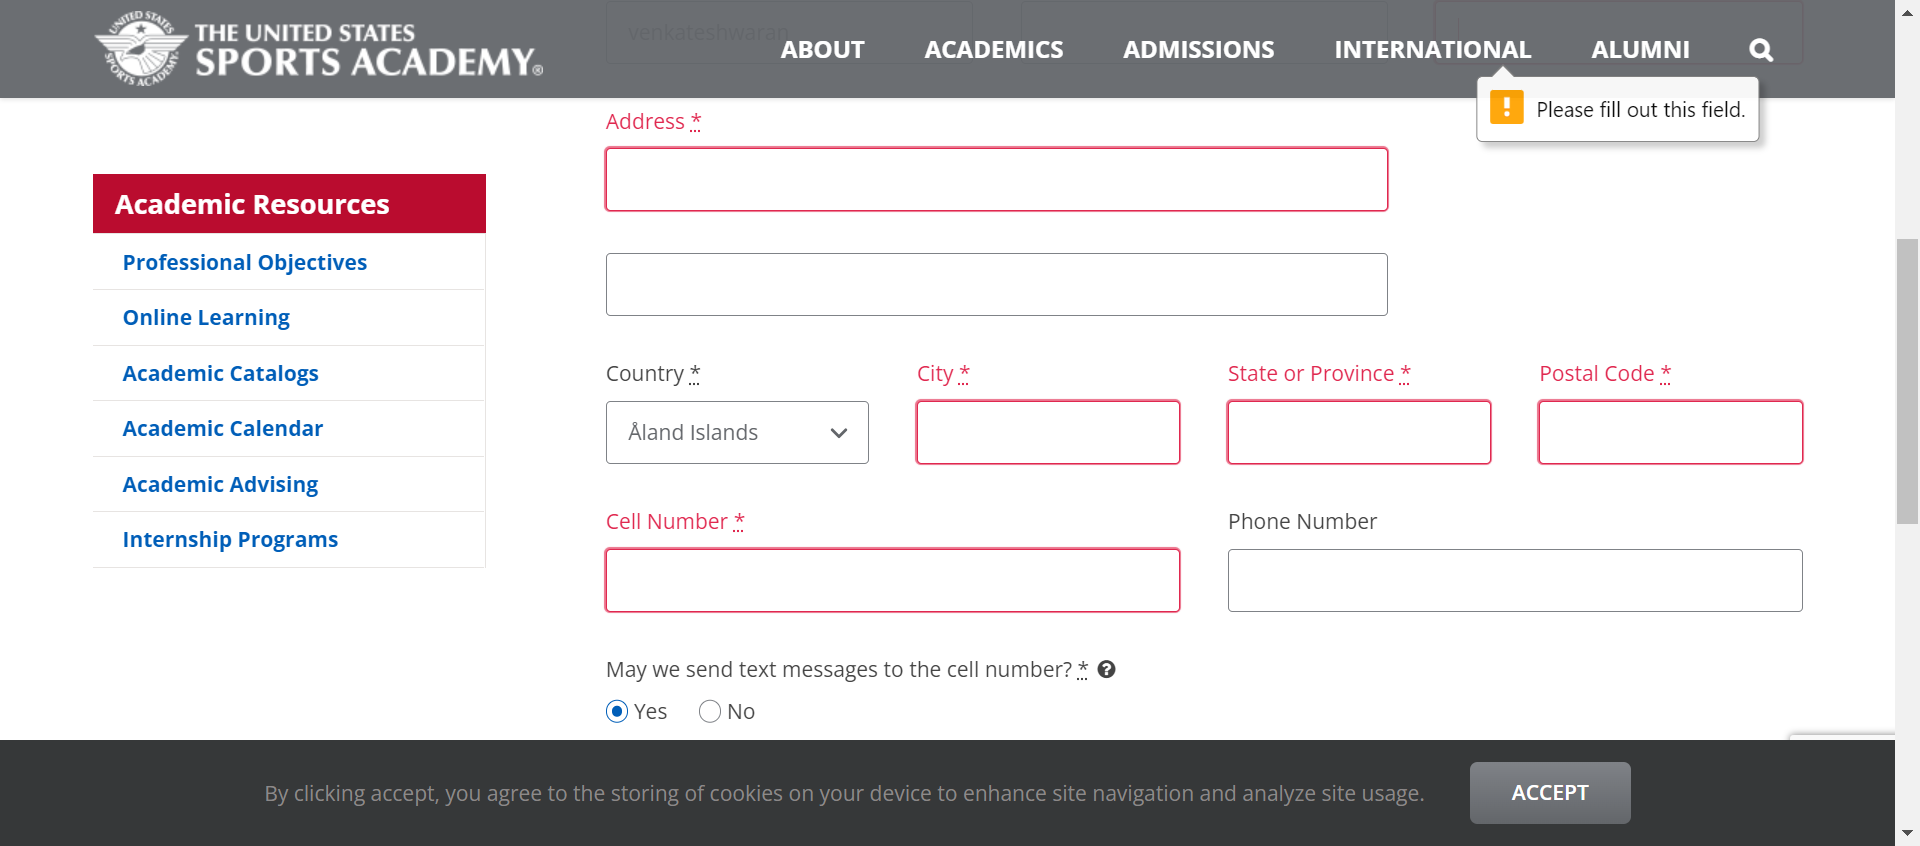 THE UNITED STATES
SPORTS ACADEMY®
UNITED STATES
SPORTS ACADEMY
venkateshwaran
ABOUT ACADEMICS ADMISSIONS INTERNATIONAL ALUMNI
! Please fill out this field.
Address *
Academic Resources
Professional Objectives
Online Learning
Academic Catalogs
Academic Calendar
Academic Advising
Internship Programs
Country * City * State or Province * Postal Code *
Åland Islands
Cell Number * Phone Number
May we send text messages to the cell number? * ?
Yes No
By clicking accept, you agree to the storing of cookies on your device to enhance site navigation and analyze site usage.
ACCEPT